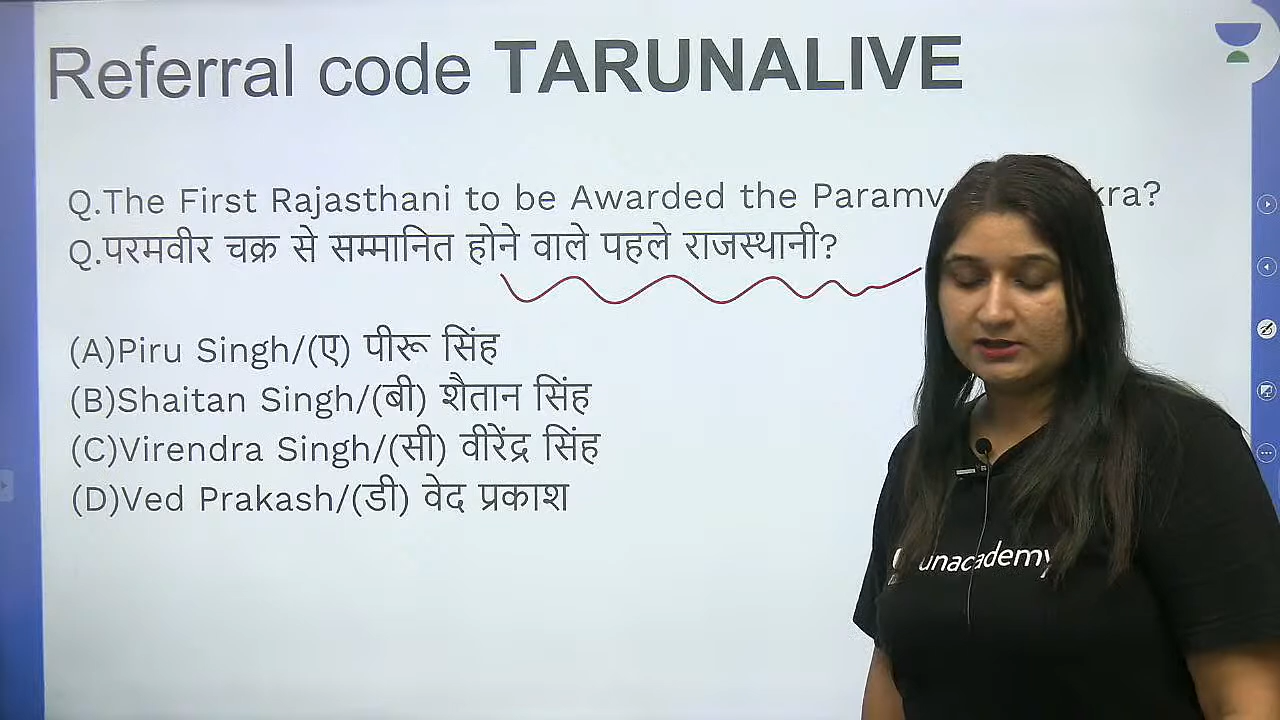 Referral code TARUNALIVE
Q.The First Rajasthani to be Awarded the
Q.परमवीर चक्र से सम्मानित होने वाले पहले राजस्थानी?
(A)Piru Singh/(ए) पीरू सिंह
(B)Shaitan Singh/(बी) शैतान सिंह
(C)Virendra Singh/(सी) वीरेंद्र सिंह
(D)Ved Prakash/(डी) वेद प्रकाश
unacademy